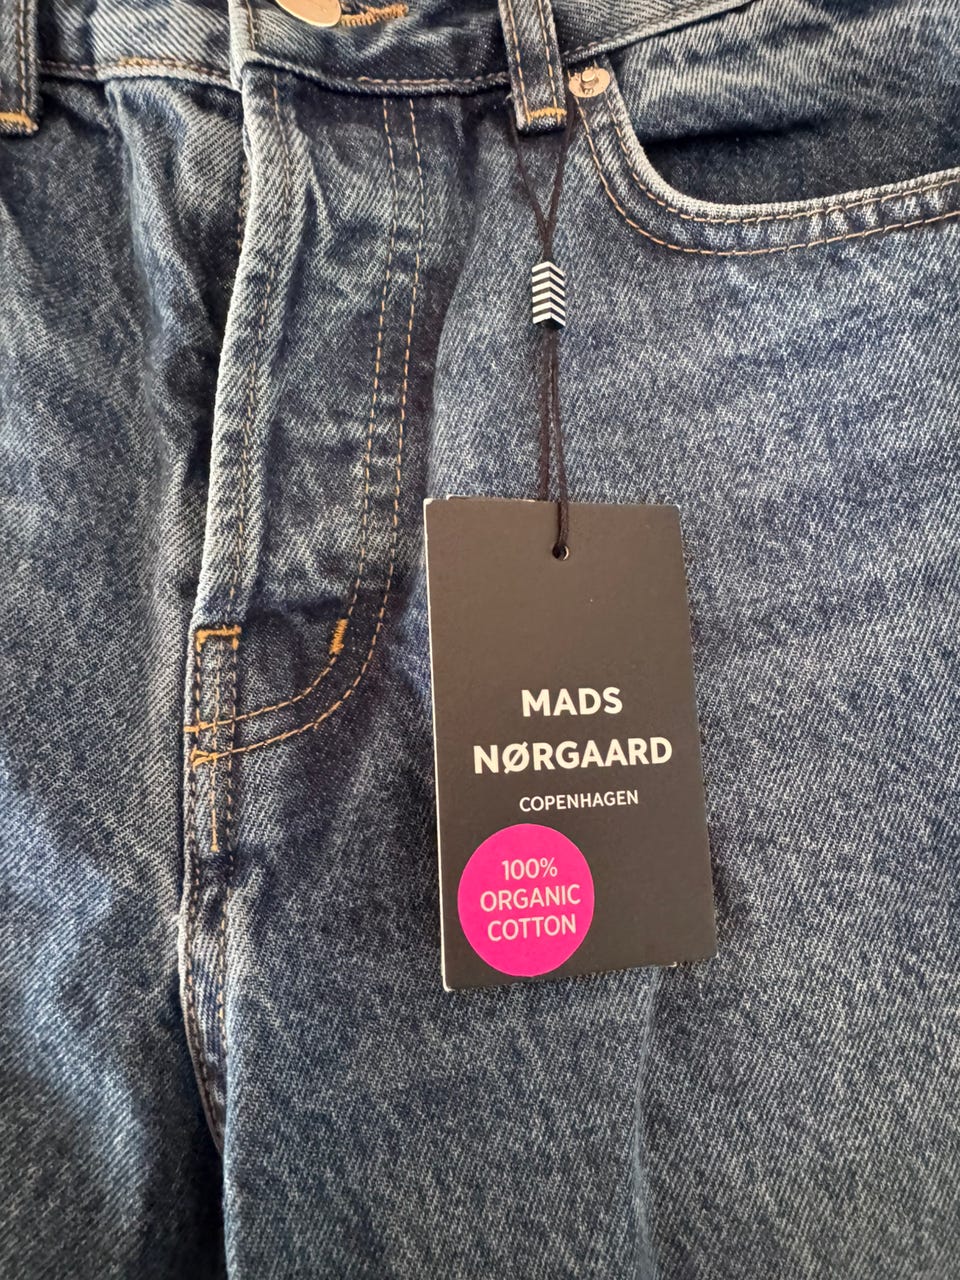 MADS
NØRGAARD
COPENHAGEN
100%
ORGANIC
COTTON